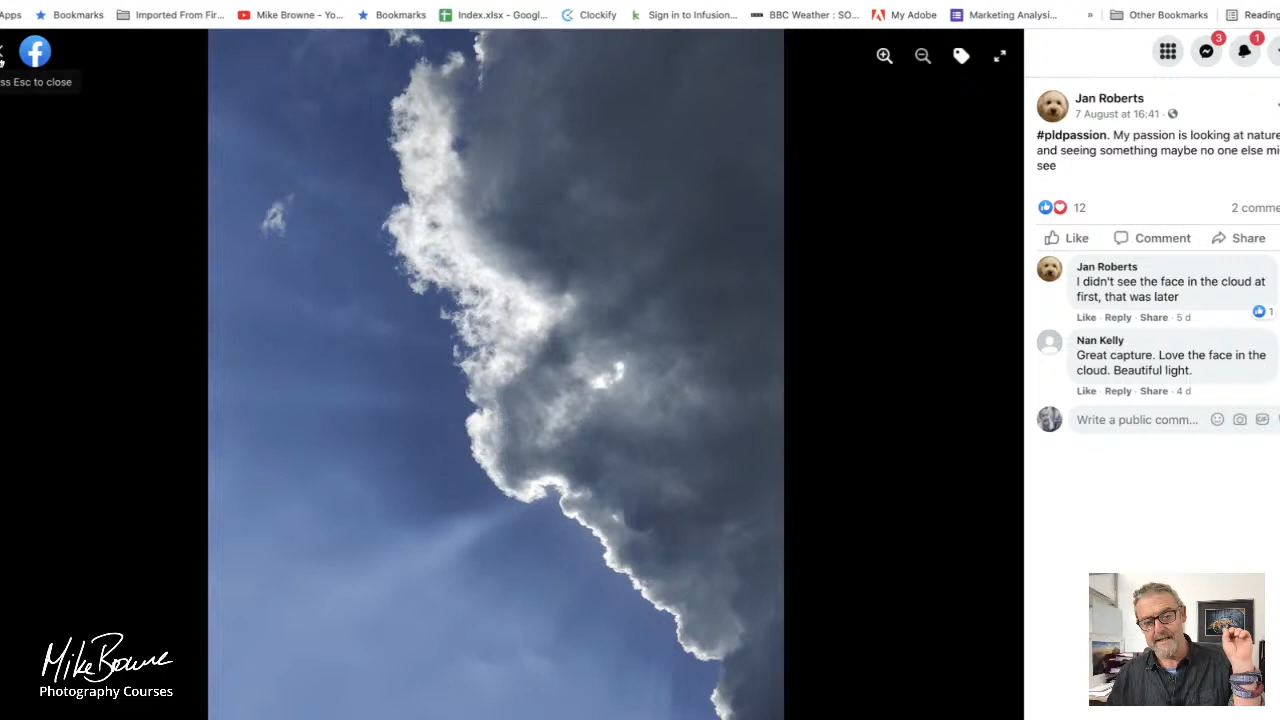 Apps
Bookmarks
Imported From Fir...
Mike Browne - Yo...
Bookmarks
Index.xlsx - Googl...
Clockify
Sign in to Infusion...
BBC Weather : SO...
My Adobe
Marketing Analysi...
»
Other Bookmarks
Reading
ss Esc to close
3
1
Jan Roberts
7 August at 16:41 ·
#pldpassion. My passion is looking at nature
and seeing something maybe no one else mi
see
12
2 comme
Like
Comment
Share
Jan Roberts
I didn't see the face in the cloud at
first, that was later
1
Like · Reply · Share · 5 d
Nan Kelly
Great capture. Love the face in the
cloud. Beautiful light.
Like · Reply · Share · 4 d
Write a public comm...
GIF
Mike Browne
Photography Courses